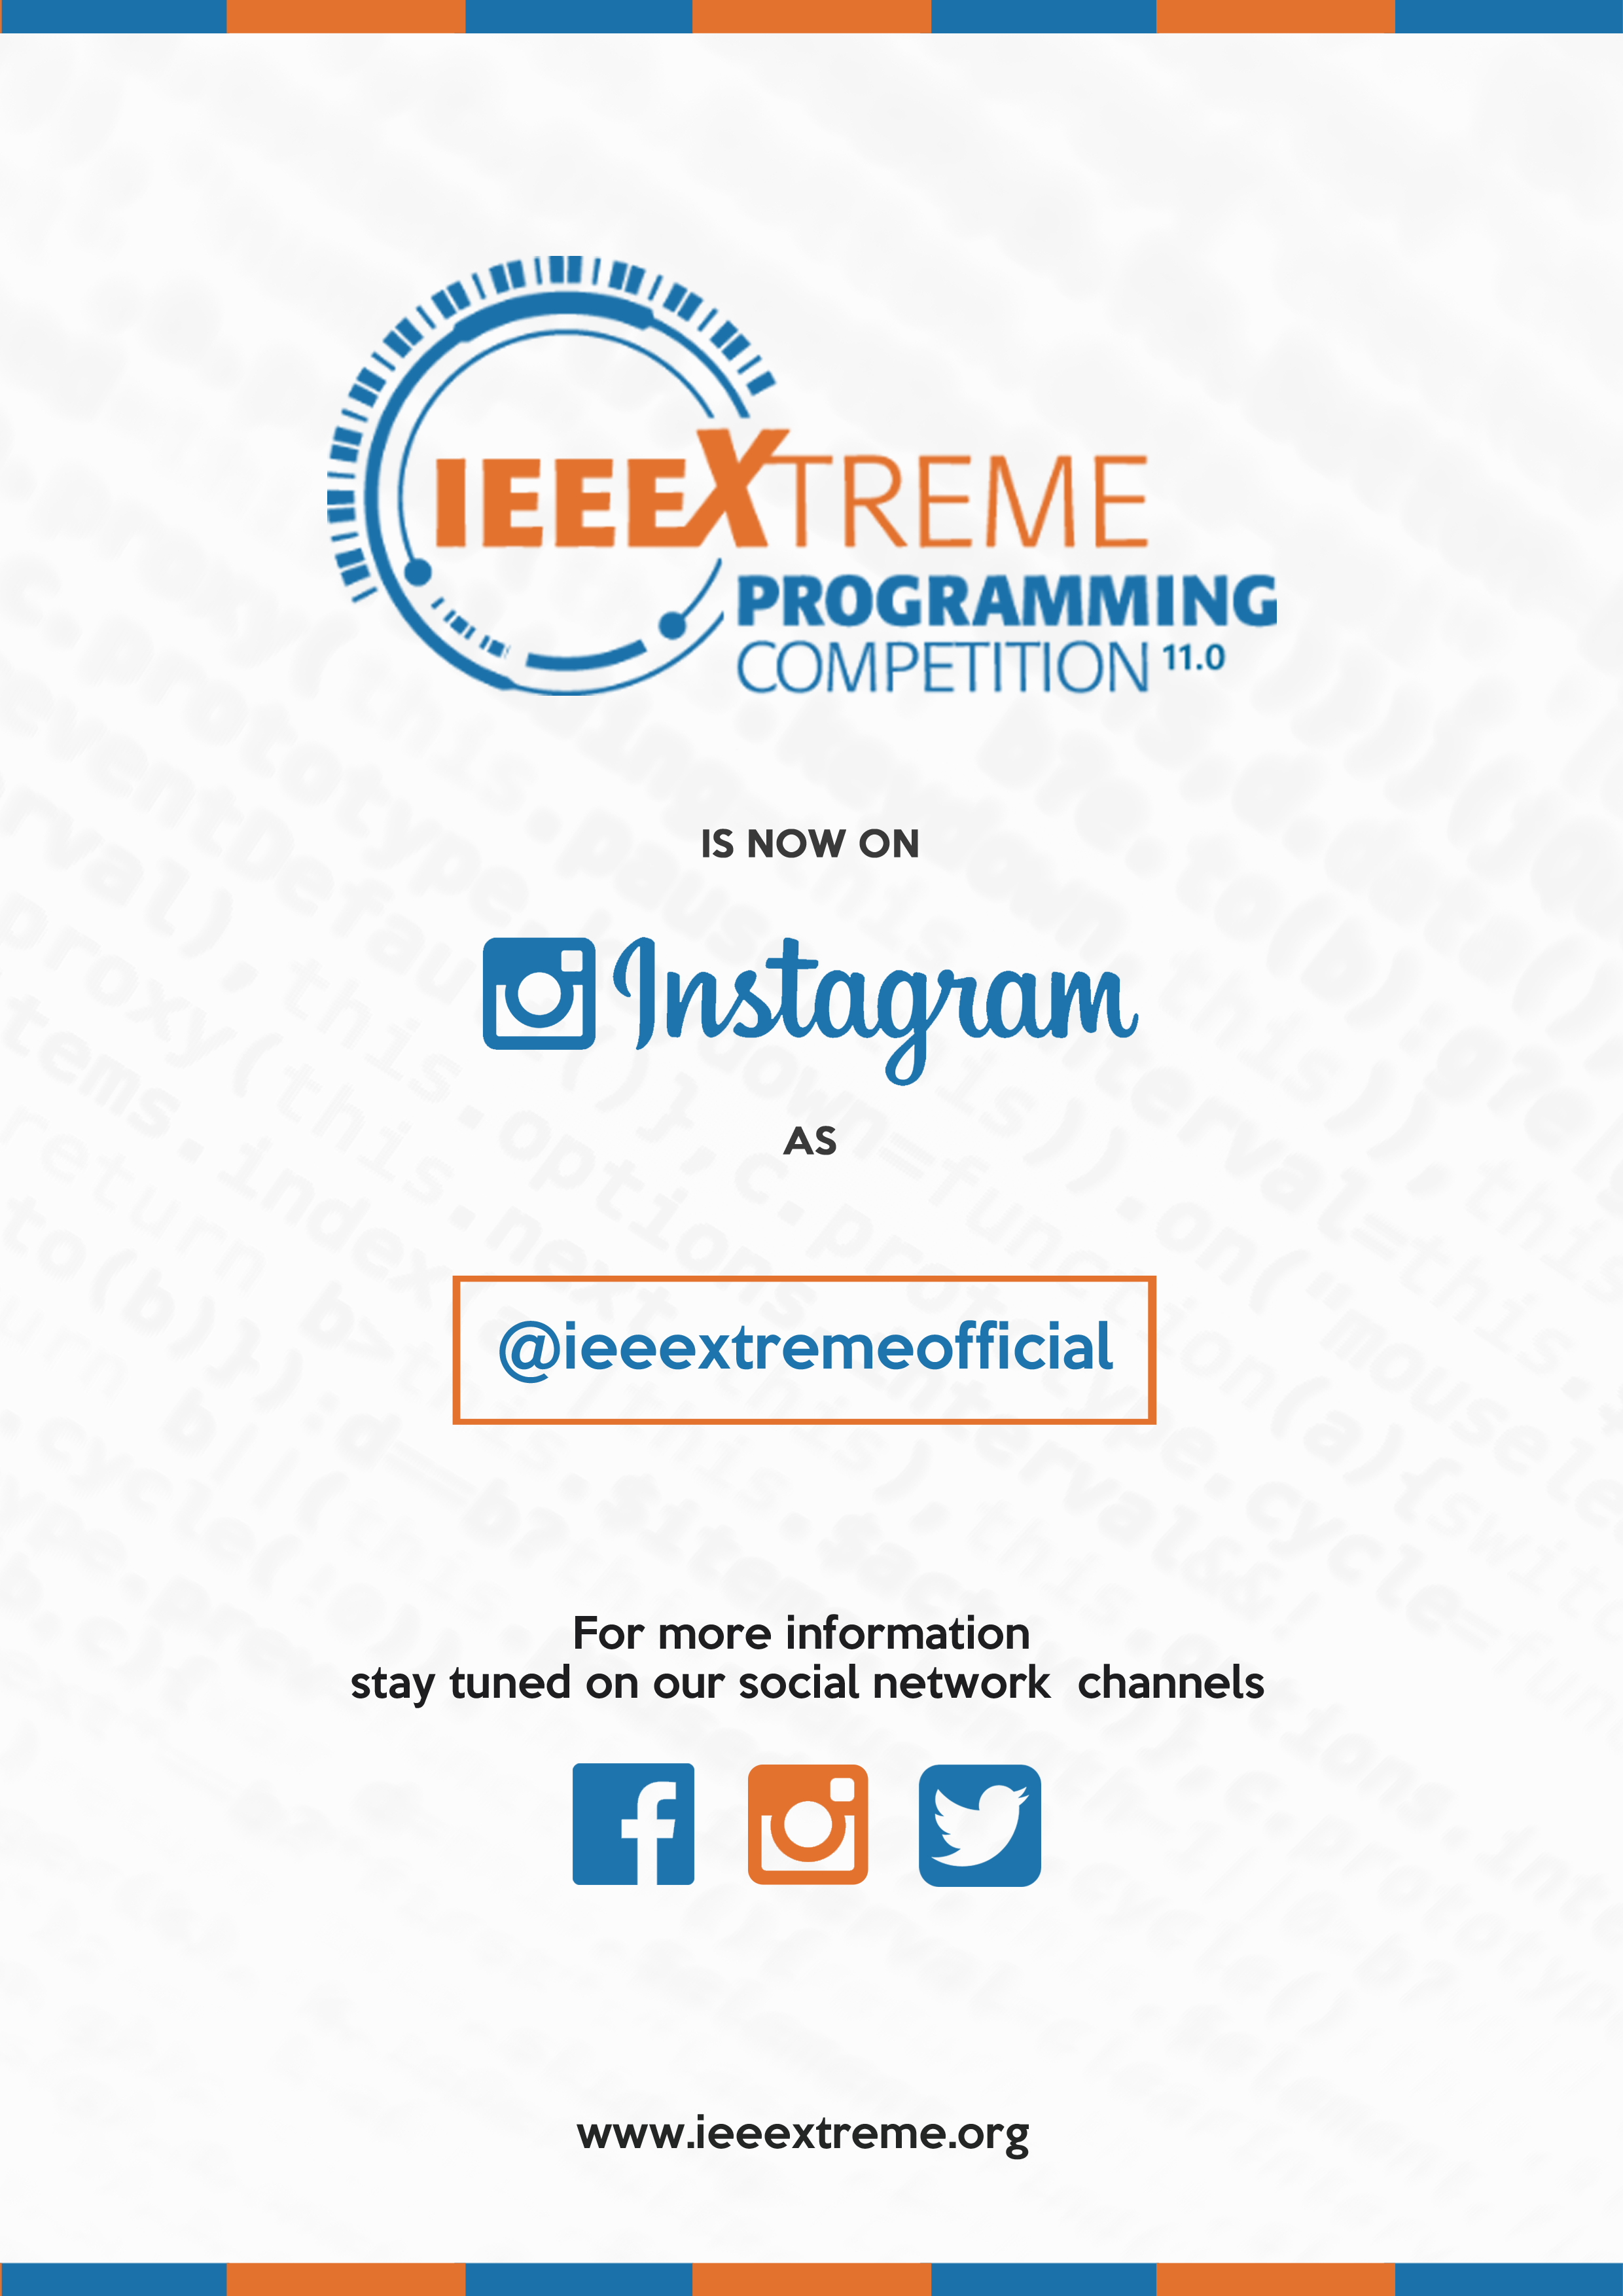 IEEEXTREME
PROGRAMMING
COMPETITION 11.0
IS NOW ON
Instagram
AS
@ieeextremeofficial
For more information
stay tuned on our social network channels
www.ieeextreme.org